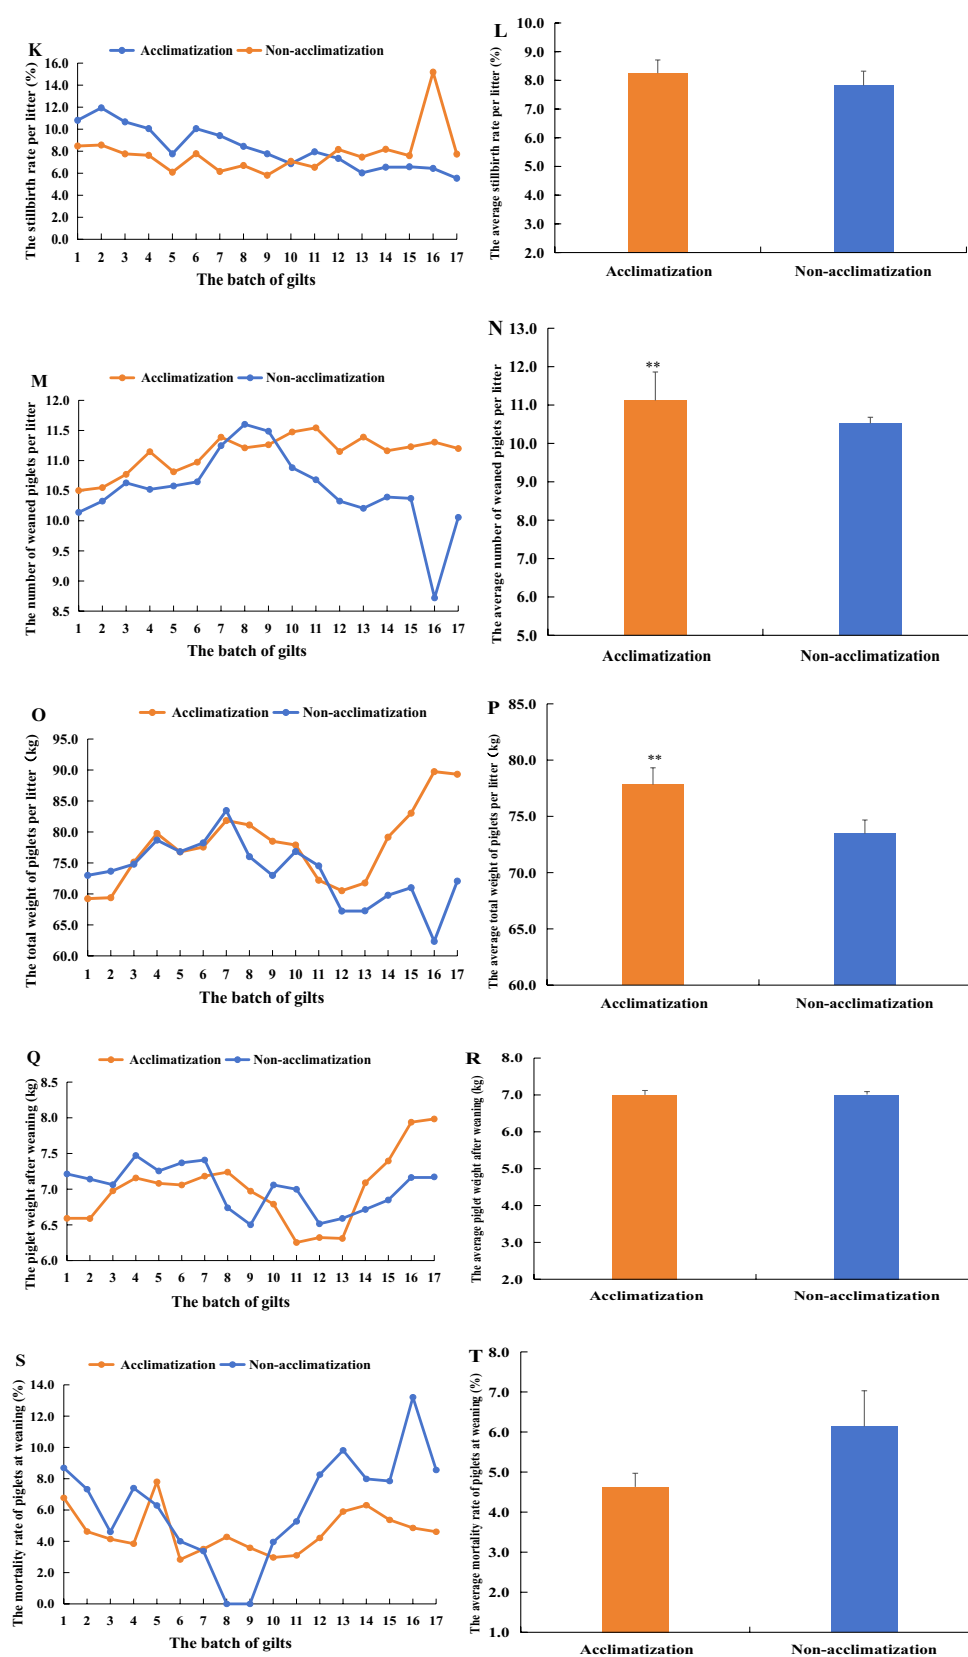 K
Acclimatization Non-acclimatization
The stillbirth rate per litter (%)
16.0
14.0
12.0
10.0
8.0
6.0
4.0
2.0
0.0
1 2 3 4 5 6 7 8 9 10 11 12 13 14 15 16 17
The batch of gilts
L
The average stillbirth rate per litter (%)
10.0
9.0
8.0
7.0
6.0
5.0
4.0
3.0
2.0
Acclimatization Non-acclimatization
M
Acclimatization Non-acclimatization
The number of weaned piglets per litter
12.0
11.5
11.0
10.5
10.0
9.5
9.0
8.5
1 2 3 4 5 6 7 8 9 10 11 12 13 14 15 16 17
The batch of gilts
N
The average number of weaned piglets per litter
13.0
12.0
11.0
10.0
9.0
8.0
7.0
6.0
5.0
**
Acclimatization Non-acclimatization
O
Acclimatization Non-acclimatization
The total weight of piglets per litter (kg)
95.0
90.0
85.0
80.0
75.0
70.0
65.0
60.0
1 2 3 4 5 6 7 8 9 10 11 12 13 14 15 16 17
The batch of gilts
P
The average total weight of piglets per litter (kg)
85.0
80.0
75.0
70.0
65.0
60.0
**
Acclimatization Non-acclimatization
Q
Acclimatization Non-acclimatization
The piglet weight after weaning (kg)
8.5
8.0
7.5
7.0
6.5
6.0
1 2 3 4 5 6 7 8 9 10 11 12 13 14 15 16 17
The batch of gilts
R
The average piglet weight after weaning (kg)
8.0
7.0
6.0
5.0
4.0
3.0
2.0
Acclimatization Non-acclimatization
S
Acclimatization Non-acclimatization
The mortality rate of piglets at weaning (%)
14.0
12.0
10.0
8.0
6.0
4.0
2.0
0.0
1 2 3 4 5 6 7 8 9 10 11 12 13 14 15 16 17
The batch of gilts
T
The average mortality rate of piglets at weaning (%)
8.0
7.0
6.0
5.0
4.0
3.0
2.0
1.0
Acclimatization Non-acclimatization